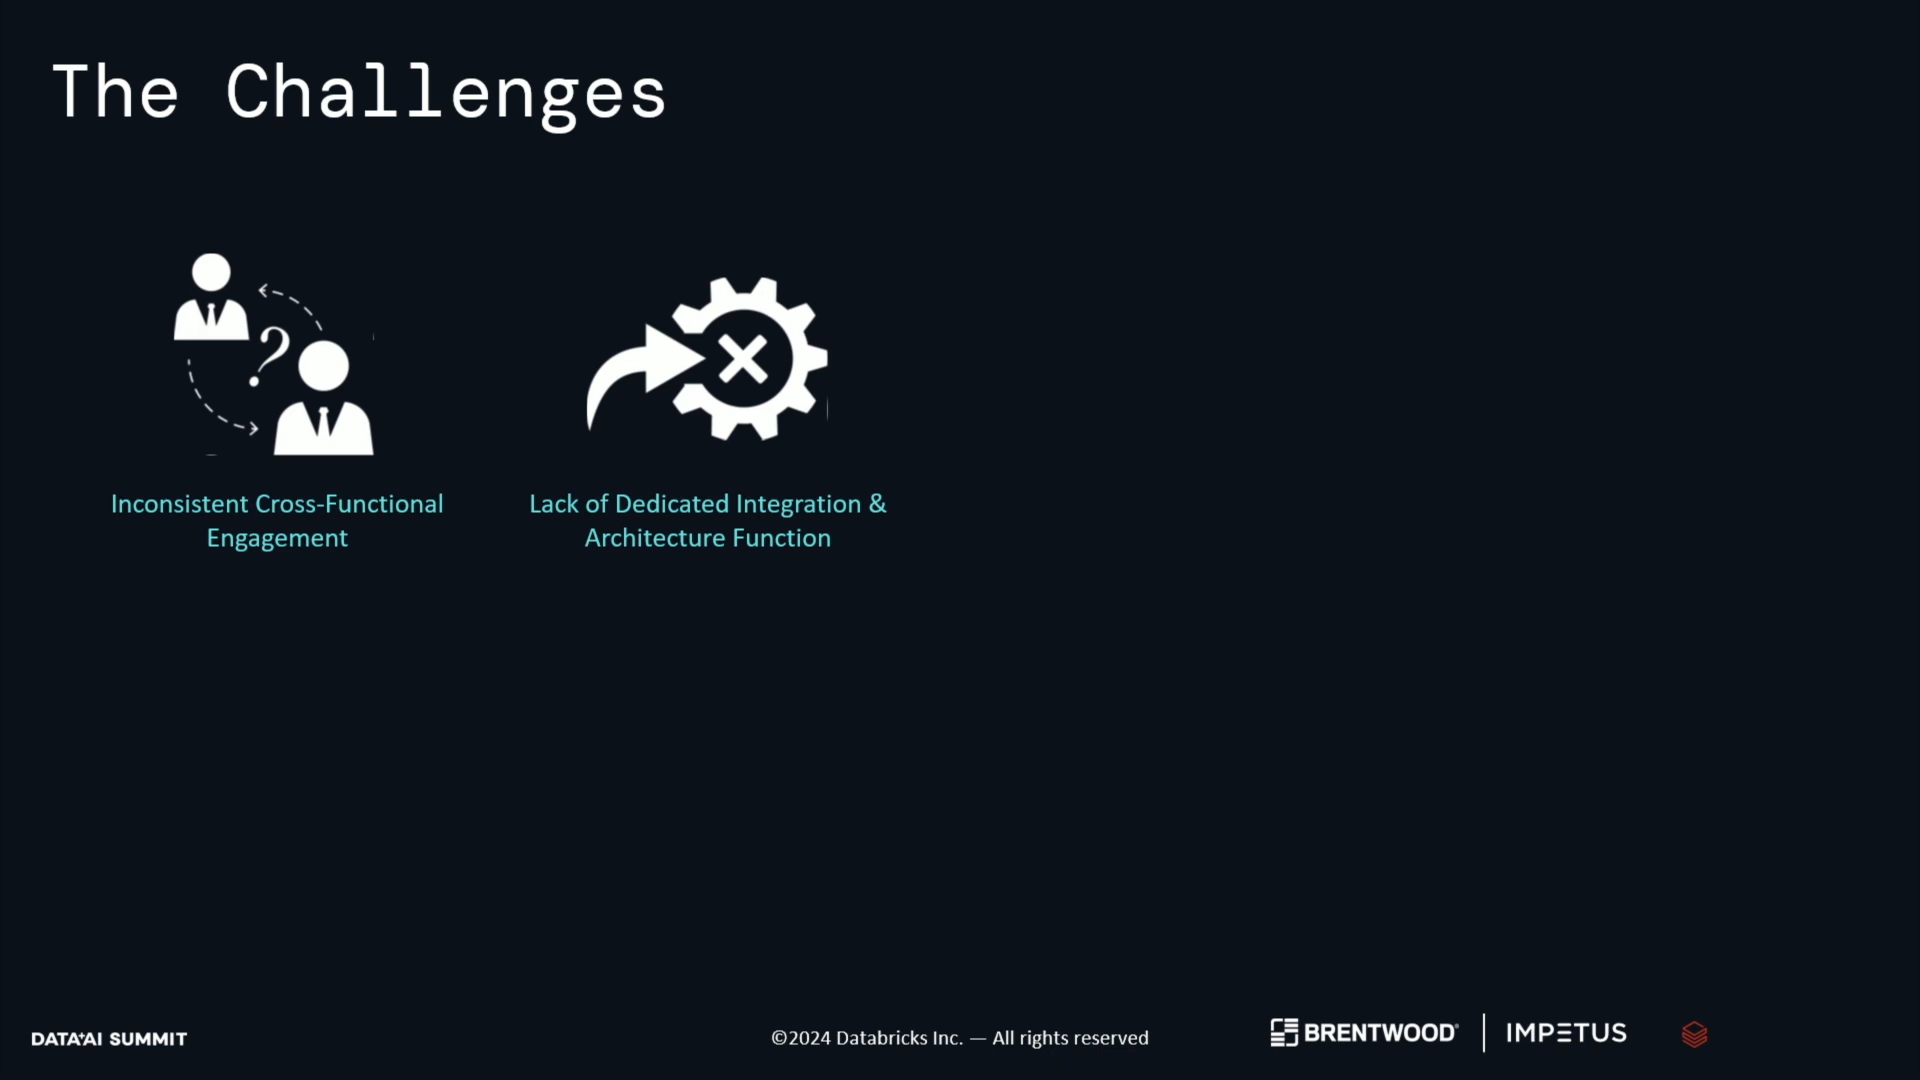 The Challenges
?
Inconsistent Cross-Functional
Engagement
Lack of Dedicated Integration &
Architecture Function
DATA+AI SUMMIT
©2024 Databricks Inc. — All rights reserved
BRENTWOOD®
IMPETUS